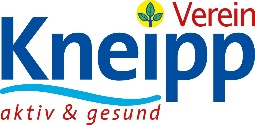 Verein
Kneipp
aktiv & gesund